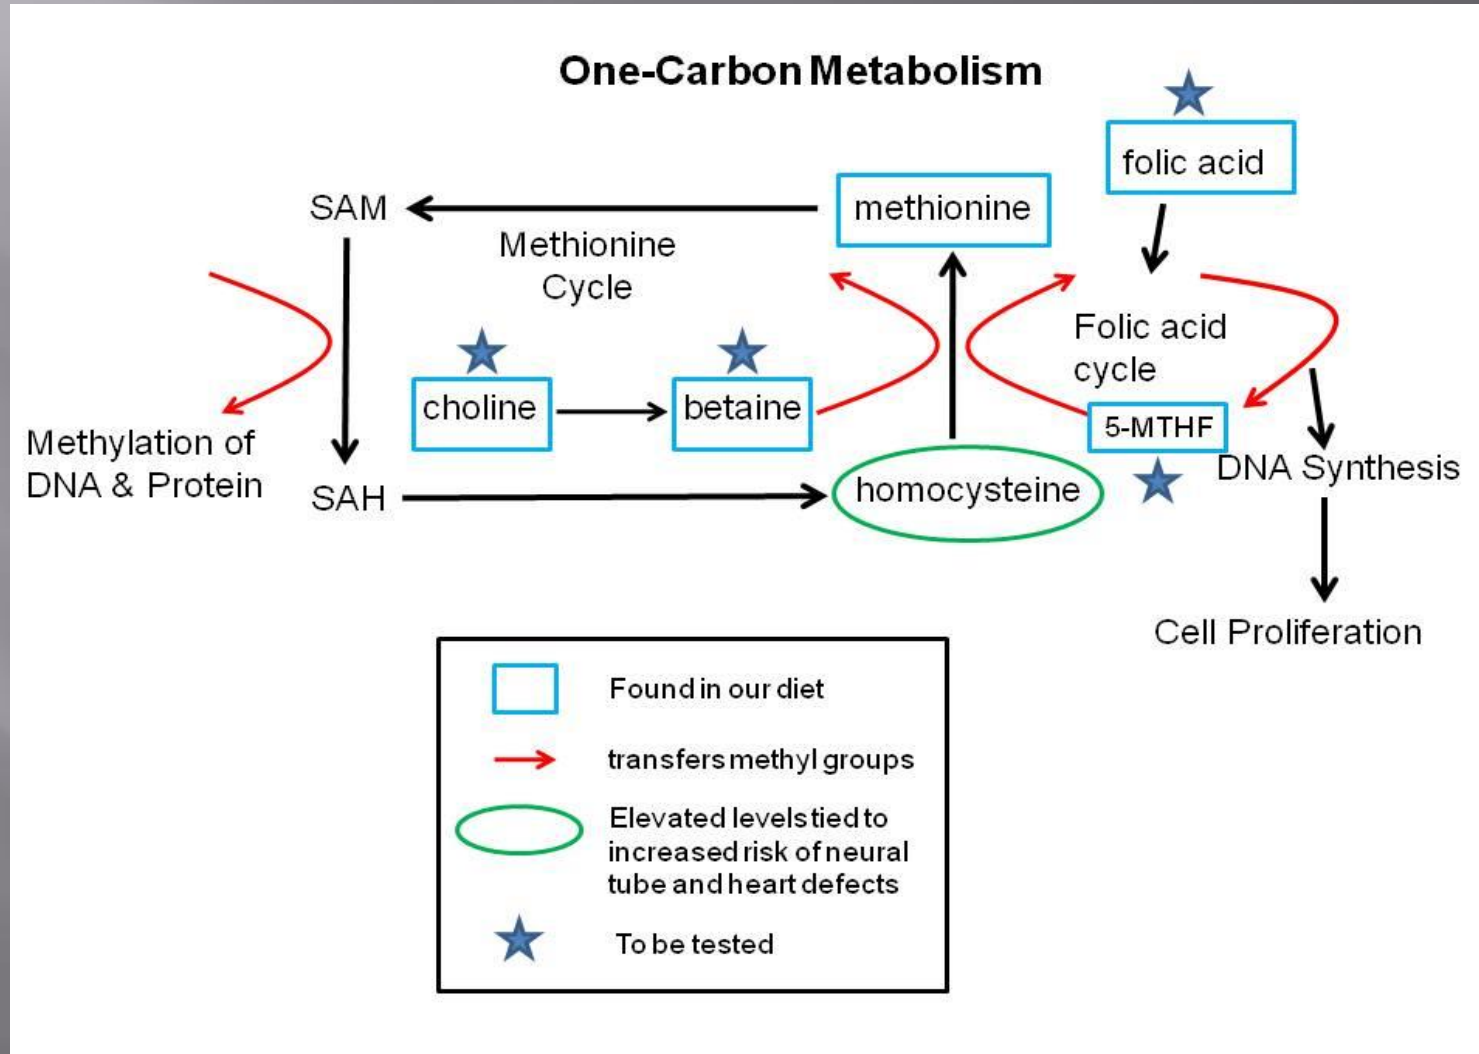 One-Carbon Metabolism
folic acid
SAM
methionine
Methionine
Cycle
Folic acid
cycle
choline
betaine
5-MTHF
Methylation of
DNA & Protein
SAH
homocysteine
DNA Synthesis
Cell Proliferation
Found in our diet
transfers methyl groups
Elevated levels tied to
increased risk of neural
tube and heart defects
To be tested